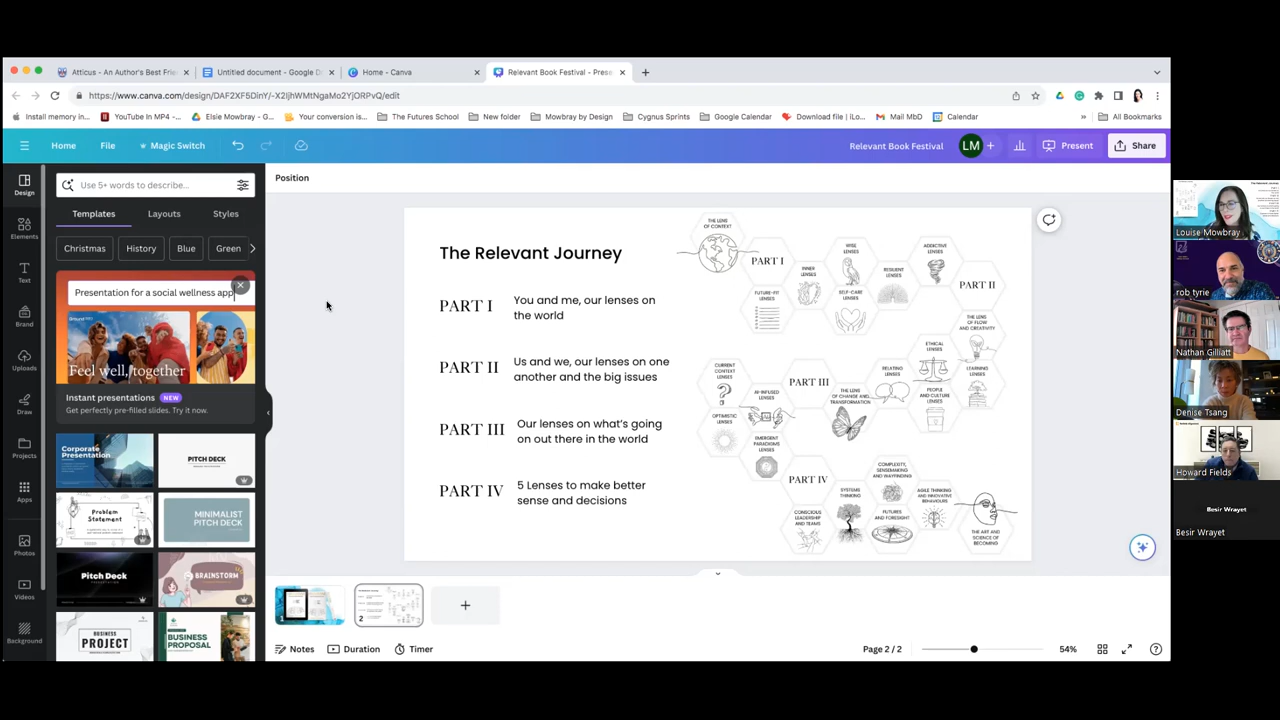 Atticus - An Author's Best Frie
Untitled document - Google D
Home - Canva
Relevant Book Festival - Prese
https://www.canva.com/design/DAF2XF5DinY/-X2IjhWMtNgaMo2YjORPvQ/edit
Install memory in...
YouTube In MP4 -...
Elsie Mowbray - G...
Your conversion is...
The Futures School
New folder
Mowbray by Design
Cygnus Sprints
Google Calendar
Download file | iLo...
Mail MbD
Calendar
All Bookmarks
Home
File
Magic Switch
Relevant Book Festival
LM
Present
Share
Design
Elements
Text
Brand
Uploads
Draw
Projects
Apps
Photos
Videos
Background
Use 5+ words to describe...
Templates
Layouts
Styles
Christmas
History
Blue
Green
Presentation for a social wellness app
Feel well, together
Instant presentations NEW
Get perfectly pre-filled slides. Try it now.
Corporate
Presentation
PITCH DECK
Problem
Statement
MINIMALIST
PITCH DECK
Pitch Deck
BRAINSTORM
BUSINESS
PROJECT
BUSINESS
PROPOSAL
Position
The Relevant Journey
PART I
You and me, our lenses on
the world
PART II
Us and we, our lenses on one
another and the big issues
PART III
Our lenses on what's going
on out there in the world
PART IV
5 Lenses to make better
sense and decisions
THE LENS
OF CONTEXT
PART I
INNER
LENSES
WISE
LENSES
RESILIENT
LENSES
ADDICTIVE
LENSES
FUTURE-FIT
LENSES
SELF-CARE
LENSES
PART II
THE LENS
OF FLOW
AND CREATIVITY
ETHICAL
LENSES
LEARNING
LENSES
RELATING
LENSES
PEOPLE
AND CULTURE
LENSES
CURRENT
CONTEXT
LENSES
PART III
THE LENS
OF CHANGE AND
TRANSFORMATION
AI-INFUSED
LENSES
OPTIMISTIC
LENSES
EMERGENT
PARADIGMS
LENSES
PART IV
COMPLEXITY,
SENSEMAKING
AND WAYFINDING
SYSTEMS
THINKING
AGILE THINKING
AND INNOVATIVE
BEHAVIOURS
CONSCIOUS
LEADERSHIP
AND TEAMS
FUTURES
AND FORESIGHT
THE ART AND
SCIENCE OF
BECOMING
1
2
Notes
Duration
Timer
Page 2 / 2
54%
Louise Mowbray
rob tyrie
Nathan Gilliatt
Denise Tsang
Howard Fields
Besir Wrayet
Besir Wrayet